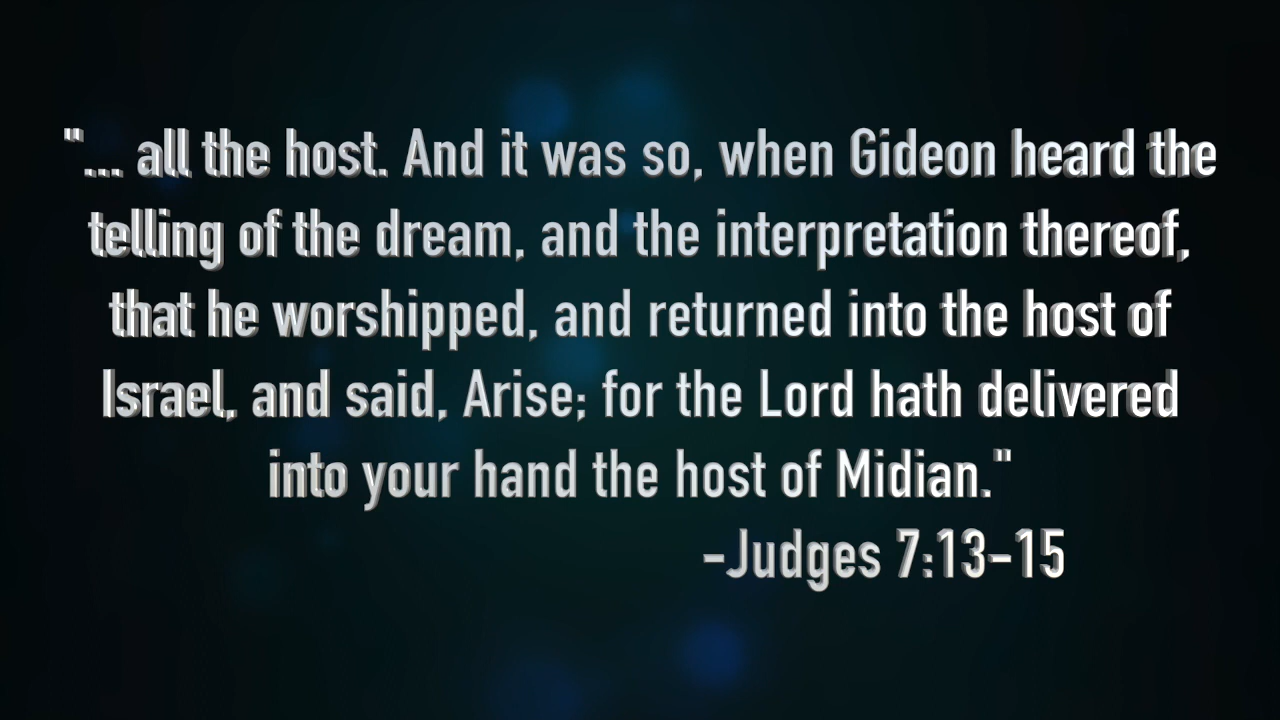 "... all the host. And it was so, when Gideon heard the
telling of the dream, and the interpretation thereof,
that he worshipped, and returned into the host of
Israel, and said, Arise; for the Lord hath delivered
into your hand the host of Midian."
-Judges 7:13-15